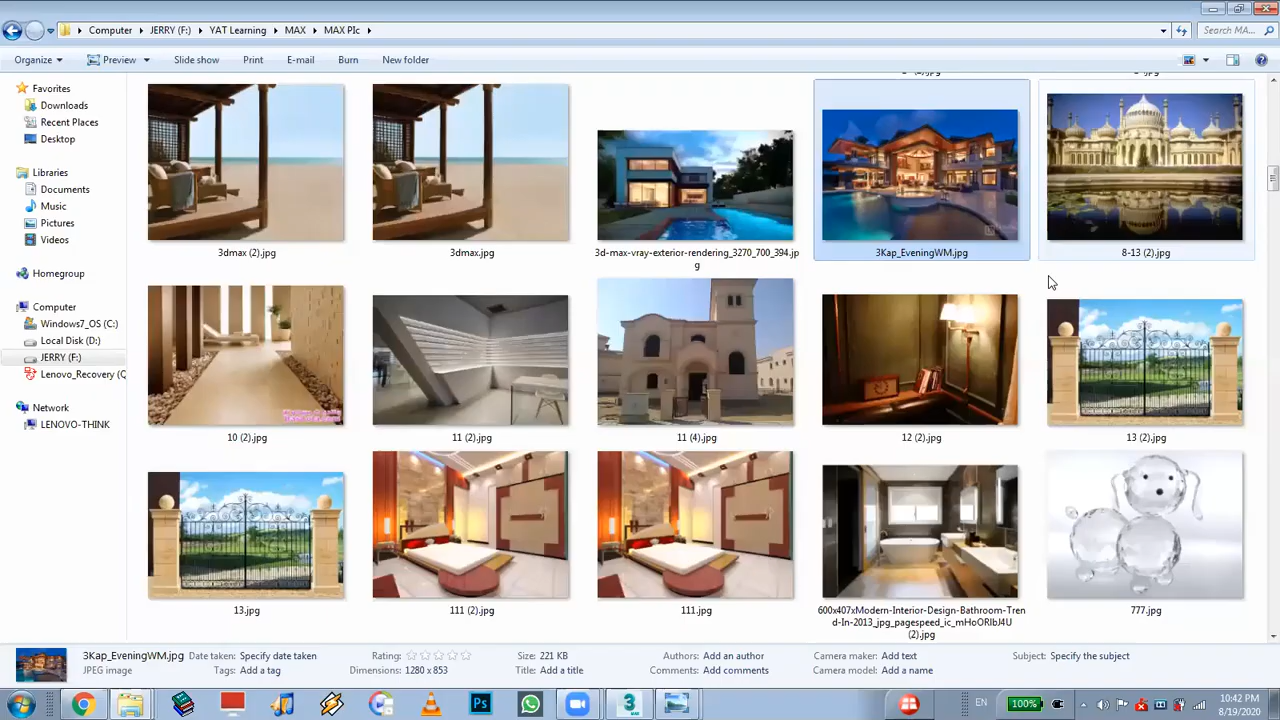 Computer ▸ JERRY (F:) ▸ YAT Learning ▸ MAX ▸ MAX PIc ▸
Search MA...
Organize Preview Slide show Print E-mail Burn New folder
Favorites
Downloads
Recent Places
Desktop
Libraries
Documents
Music
Pictures
Videos
Homegroup
Computer
Windows7_OS (C:)
Local Disk (D:)
JERRY (F:)
Lenovo_Recovery (Q
Network
LENOVO-THINK
3dmax (2).jpg
3dmax.jpg
3d-max-vray-exterior-rendering_3270_700_394.jp
g
3Kap_EveningWM.jpg
8-13 (2).jpg
10 (2).jpg
11 (2).jpg
11 (4).jpg
12 (2).jpg
13 (2).jpg
13.jpg
111 (2).jpg
111.jpg
600x407xModern-Interior-Design-Bathroom-Tren
d-In-2013_jpg_pagespeed_ic_mHoORIbJ4U
(2).jpg
777.jpg
3Kap_EveningWM.jpg Date taken: Specify date taken Rating: Size: 221 KB Authors: Add an author Camera maker: Add text Subject: Specify the subject
JPEG image Tags: Add a tag Dimensions: 1280 x 853 Title: Add a title Comments: Add comments Camera model: Add a name
Ps
3
EN
100%
10:42 PM
8/19/2020